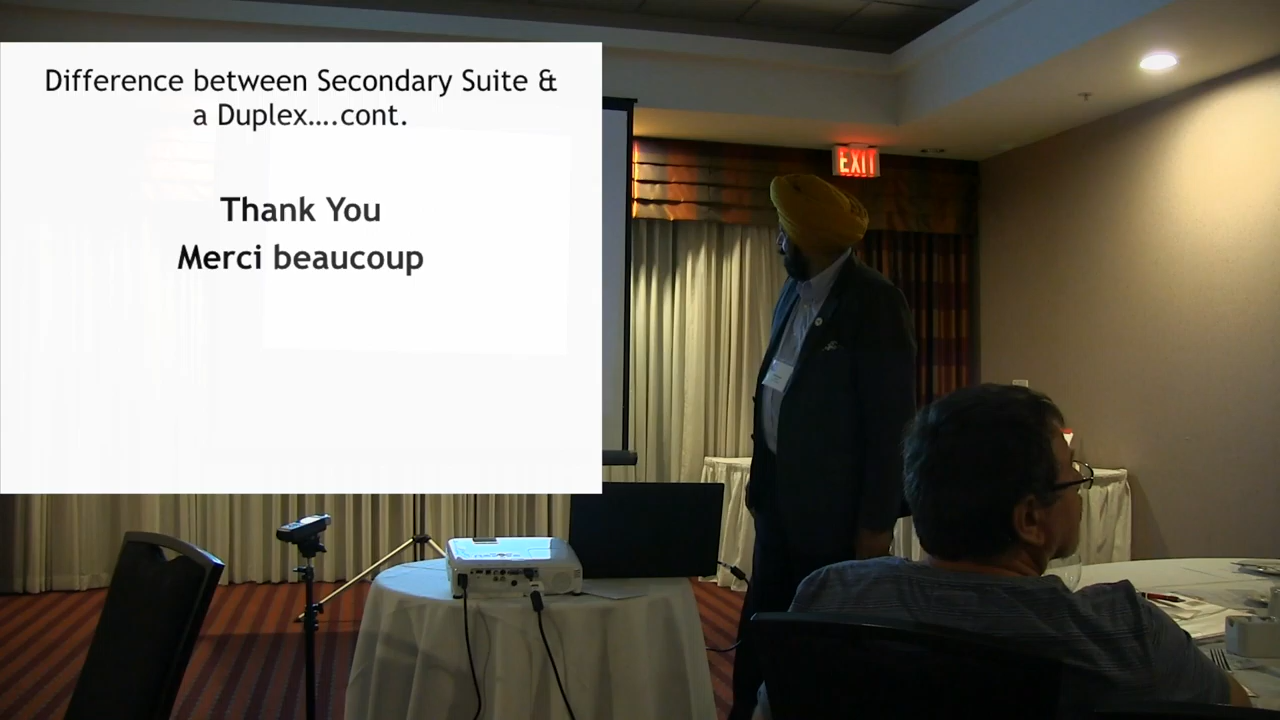 Difference between Secondary Suite &
a Duplex….cont.
Thank You
Merci beaucoup
EXIT